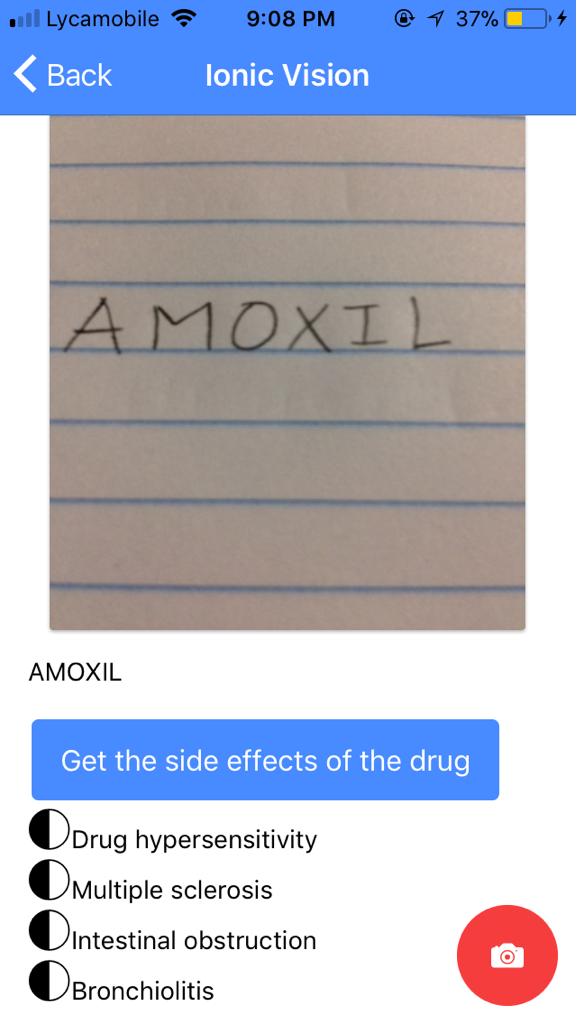 Lycamobile 9:08 PM 37%
Back Ionic Vision
AMOXIL
AMOXIL
Get the side effects of the drug
Drug hypersensitivity
Multiple sclerosis
Intestinal obstruction
Bronchiolitis